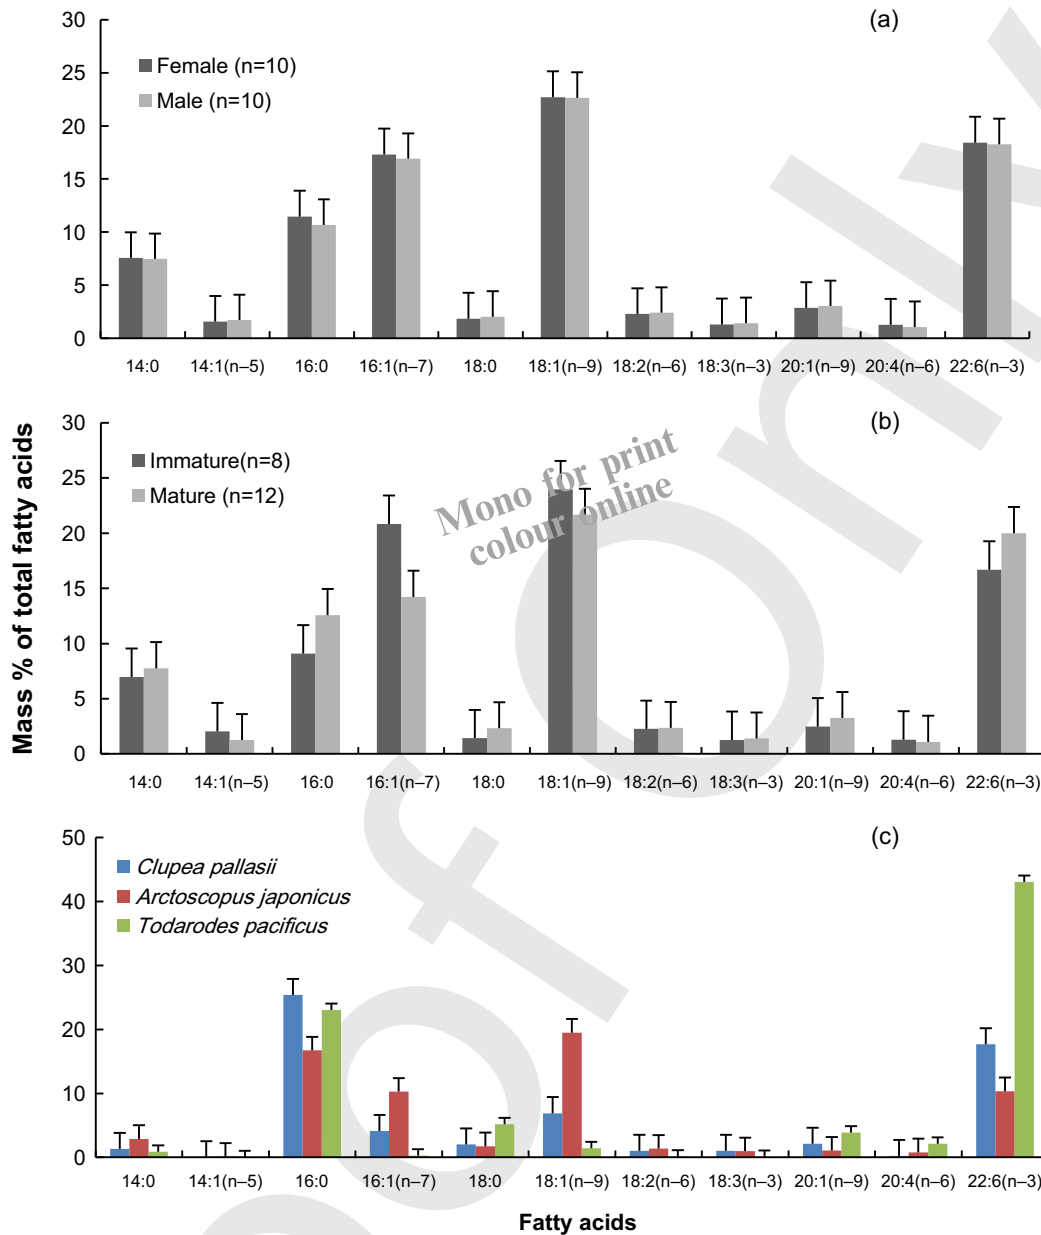 (a)
30
25
20
15
10
5
0
Female (n=10)
Male (n=10)
14:0 14:1(n–5) 16:0 16:1(n–7) 18:0 18:1(n–9) 18:2(n–6) 18:3(n–3) 20:1(n–9) 20:4(n–6) 22:6(n–3)
Mass % of total fatty acids
(b)
30
25
20
15
10
5
0
Immature(n=8)
Mature (n=12)
Mono for print
colour online
14:0 14:1(n–5) 16:0 16:1(n–7) 18:0 18:1(n–9) 18:2(n–6) 18:3(n–3) 20:1(n–9) 20:4(n–6) 22:6(n–3)
(c)
50
40
30
20
10
0
Clupea pallasii
Arctoscopus japonicus
Todarodes pacificus
14:0 14:1(n–5) 16:0 16:1(n–7) 18:0 18:1(n–9) 18:2(n–6) 18:3(n–3) 20:1(n–9) 20:4(n–6) 22:6(n–3)
Fatty acids